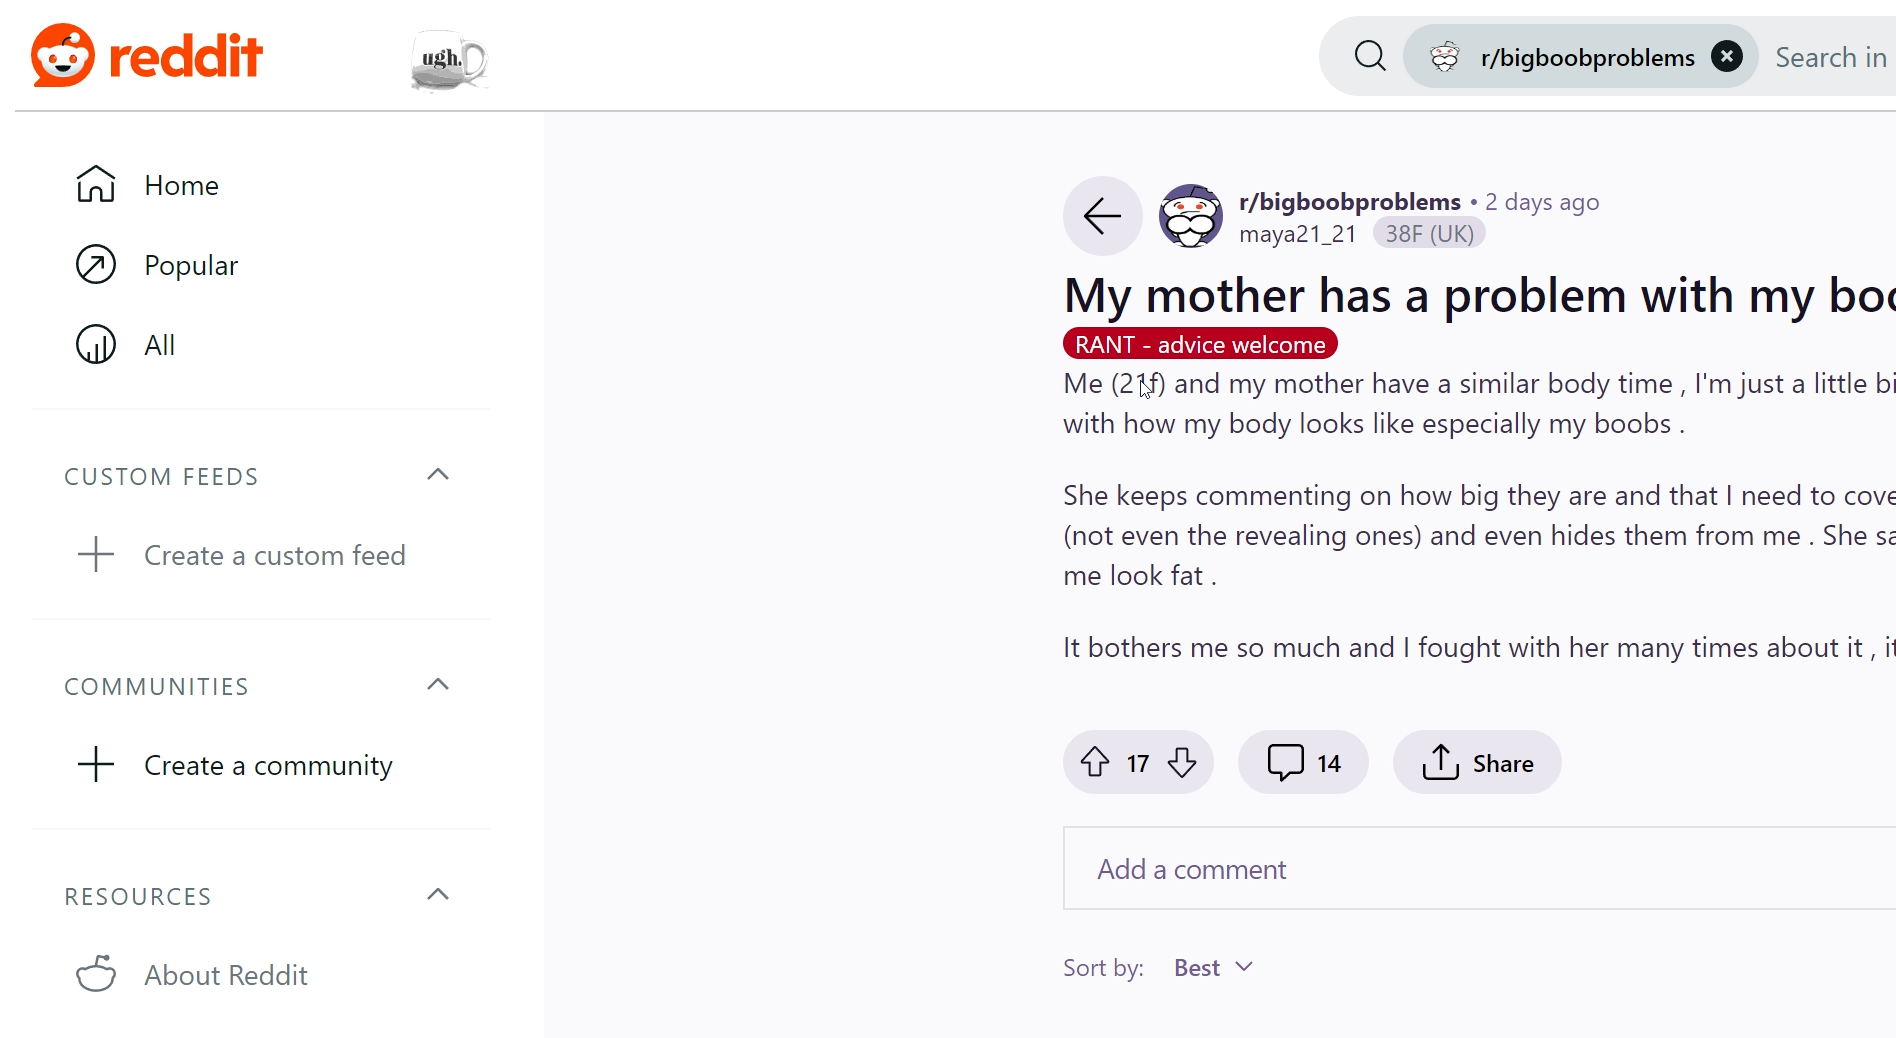 reddit
ugh.
r/bigboobproblems
Search in
Home
Popular
All
CUSTOM FEEDS
Create a custom feed
COMMUNITIES
Create a community
RESOURCES
About Reddit
r/bigboobproblems • 2 days ago
maya21_21 38F (UK)
My mother has a problem with my
RANT - advice welcome
Me (21f) and my mother have a similar body time , I'm just a little
with how my body looks like especially my boobs .
She keeps commenting on how big they are and that I need to
(not even the revealing ones) and even hides them from me . She
me look fat .
It bothers me so much and I fought with her many times about it ,
17
14
Share
Add a comment
Sort by: Best